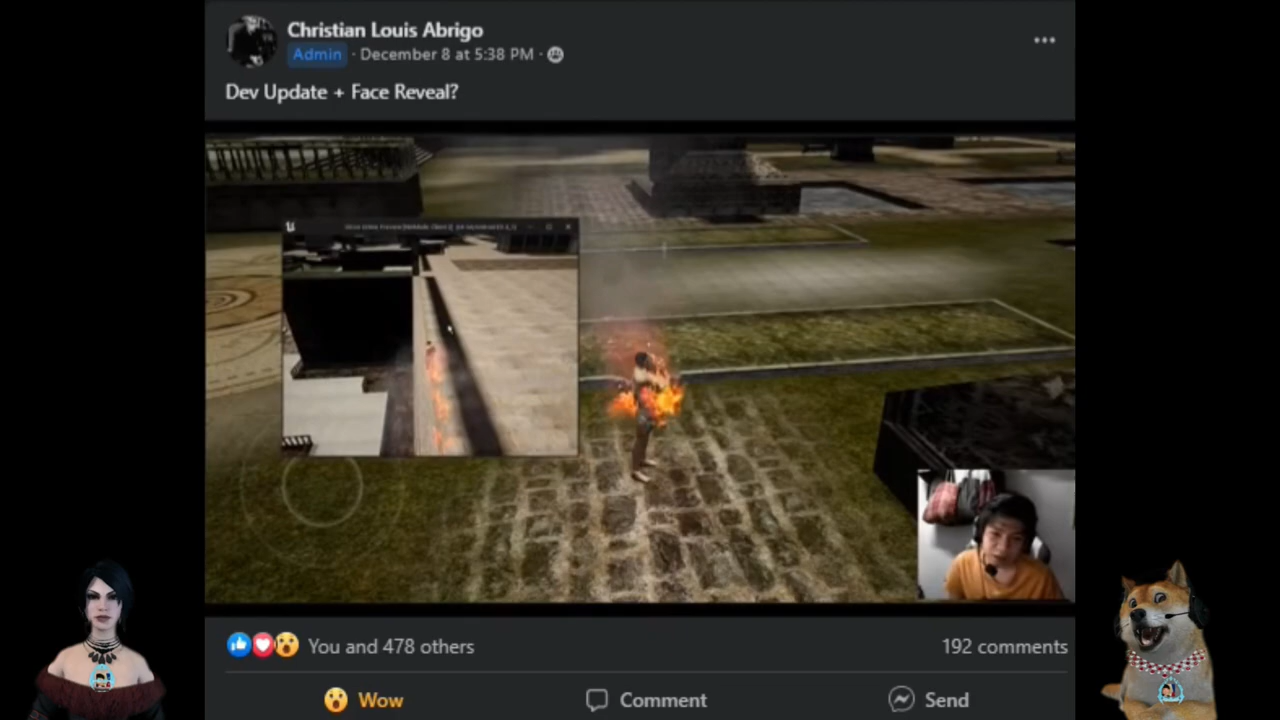 Christian Louis Abrigo
Admin · December 8 at 5:38 PM ·
Dev Update + Face Reveal?
You and 478 others
192 comments
Wow
Comment
Send